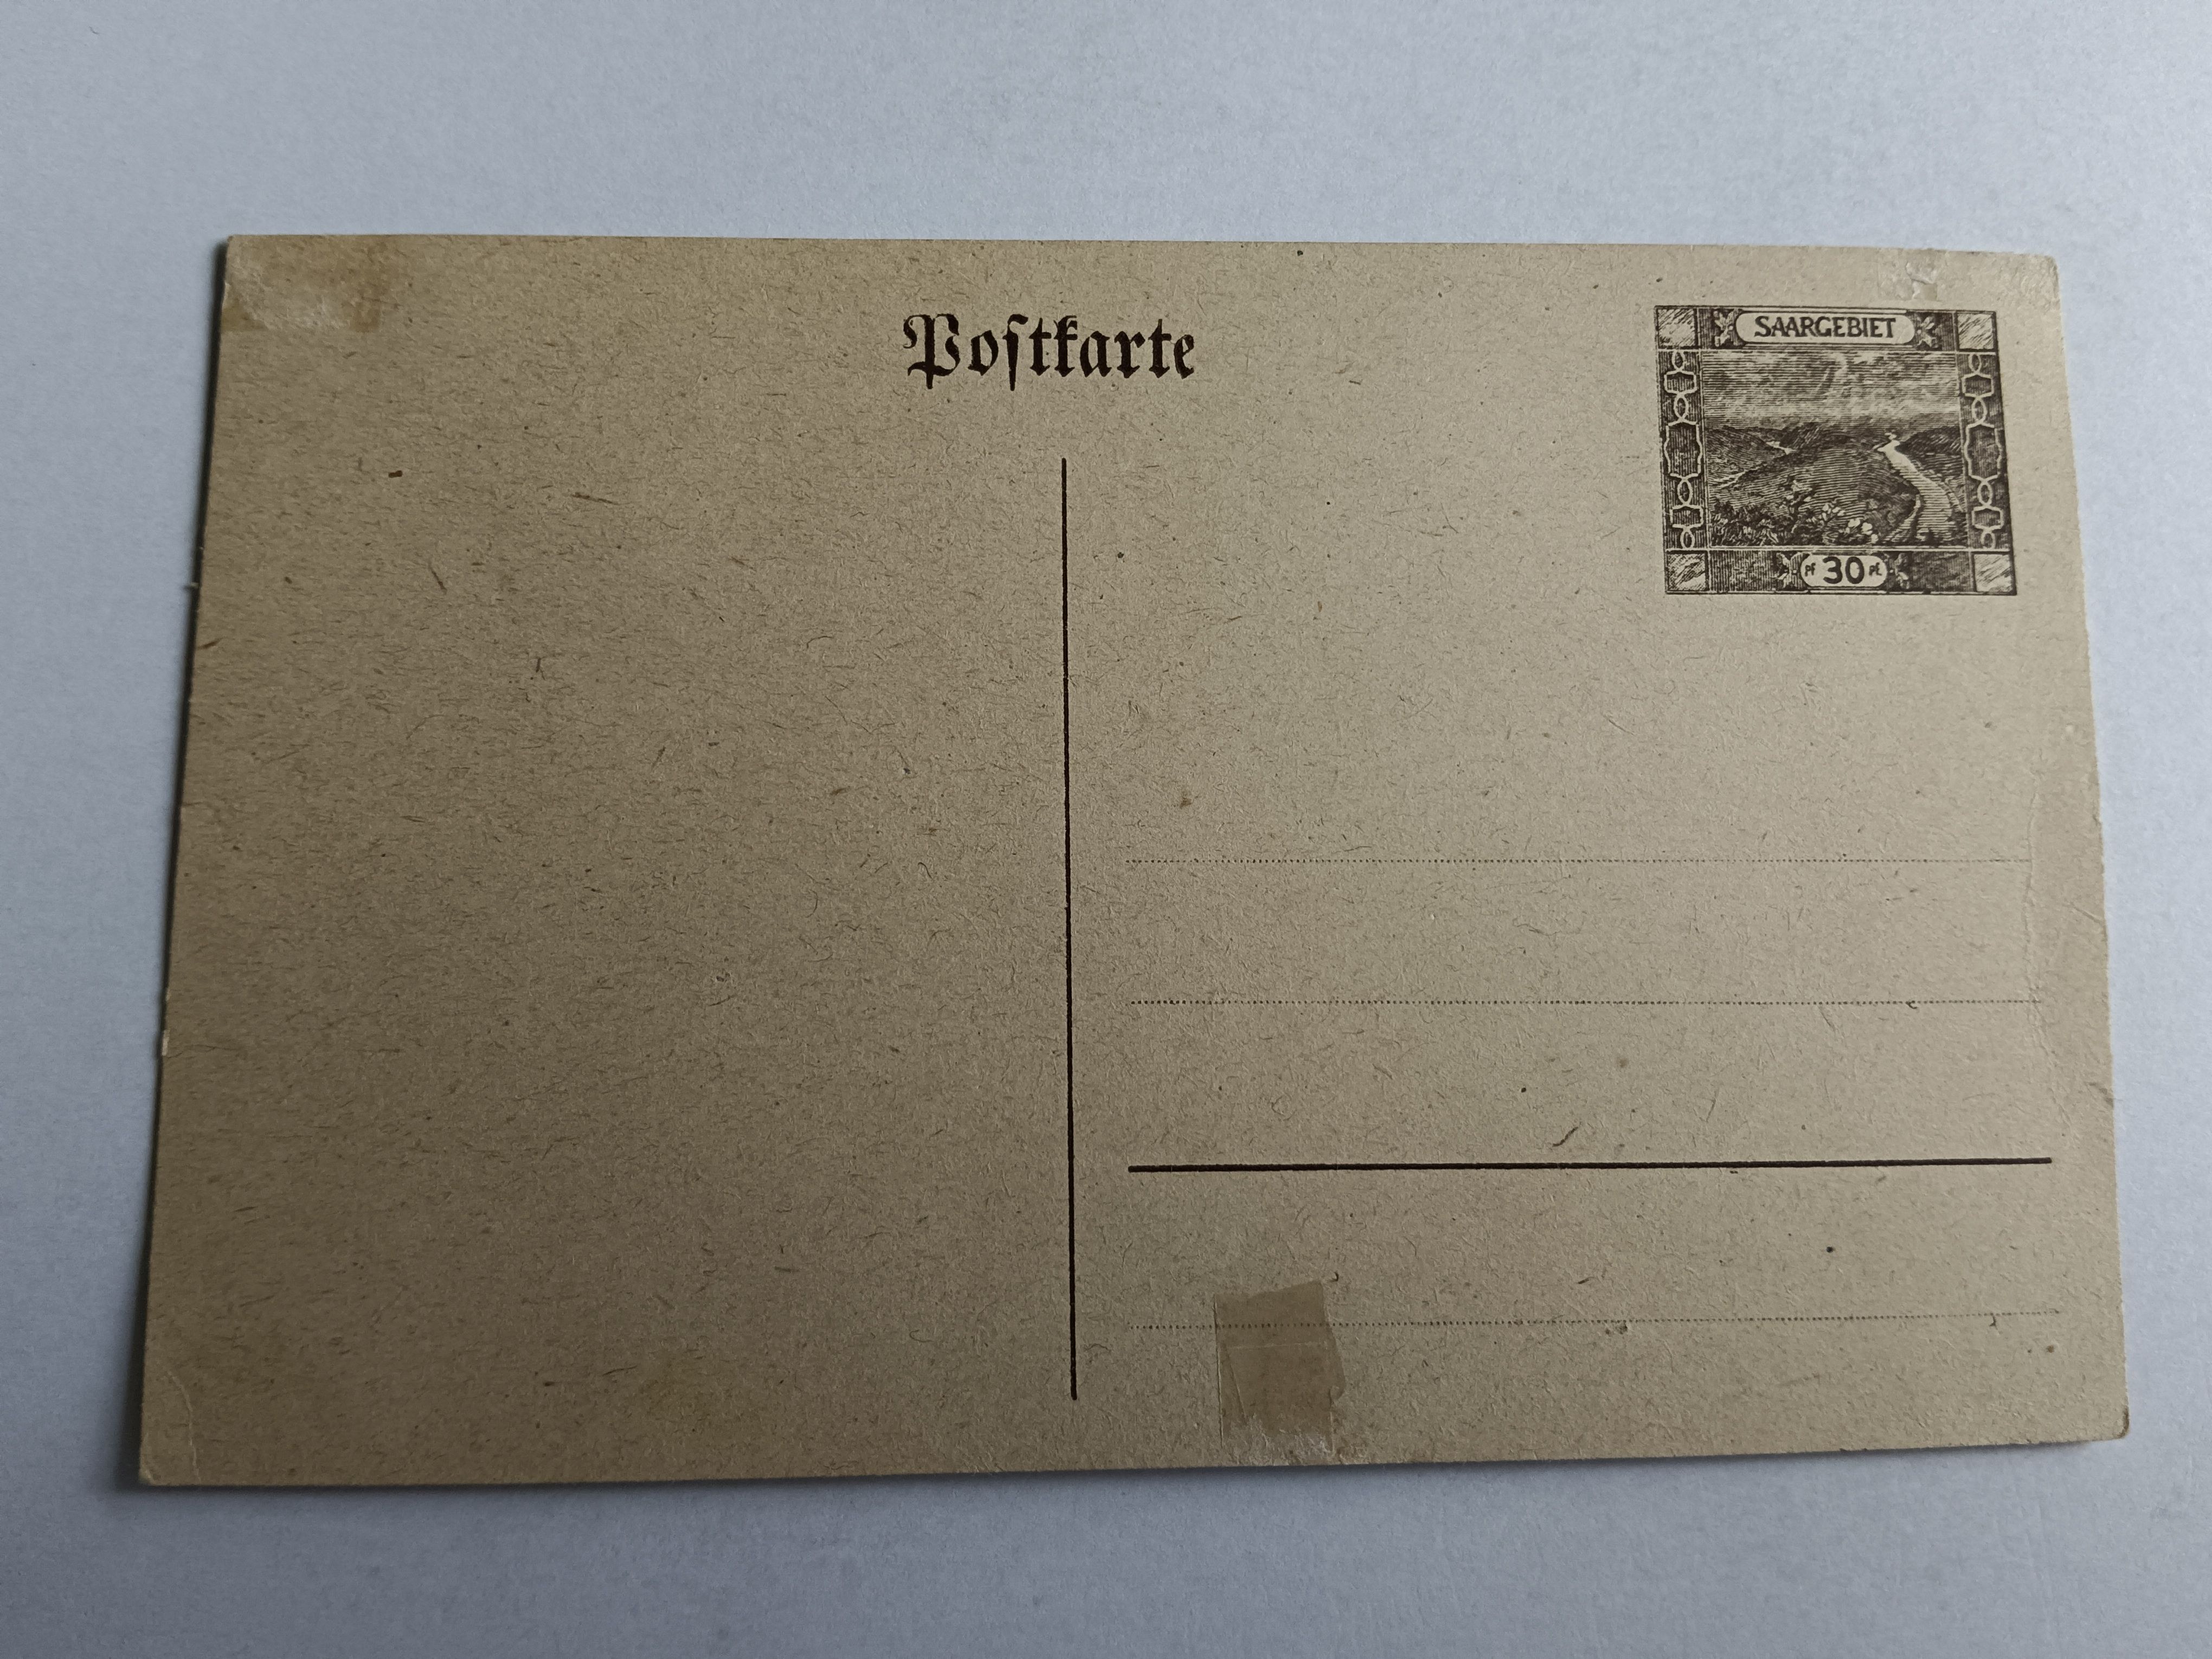 Poſtkarte
SAARGEBIET
PF 30 PF.